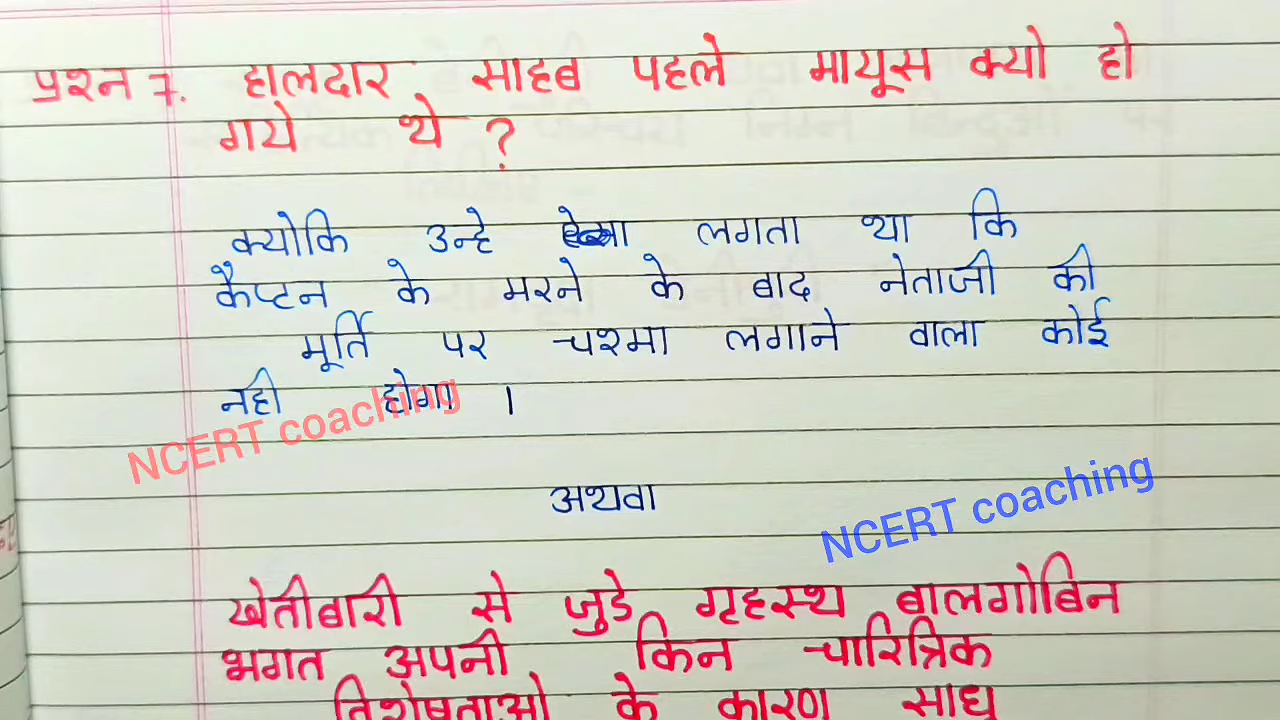 प्रश्न 7. हालदार साहब पहले मायूस क्यो हो
गये थे ?
क्योकि उन्हे लगता था कि
कैप्टन के मरने के बाद नेताजी की
मूर्ति पर चश्मा लगाने वाला कोई
नही होगा ।
NCERT coaching
अथवा
NCERT coaching
खेतीबारी से जुडे गृहस्थ बालगोबिन
भगत अपनी किन चारित्रिक
विशेषताओ के कारण साधु